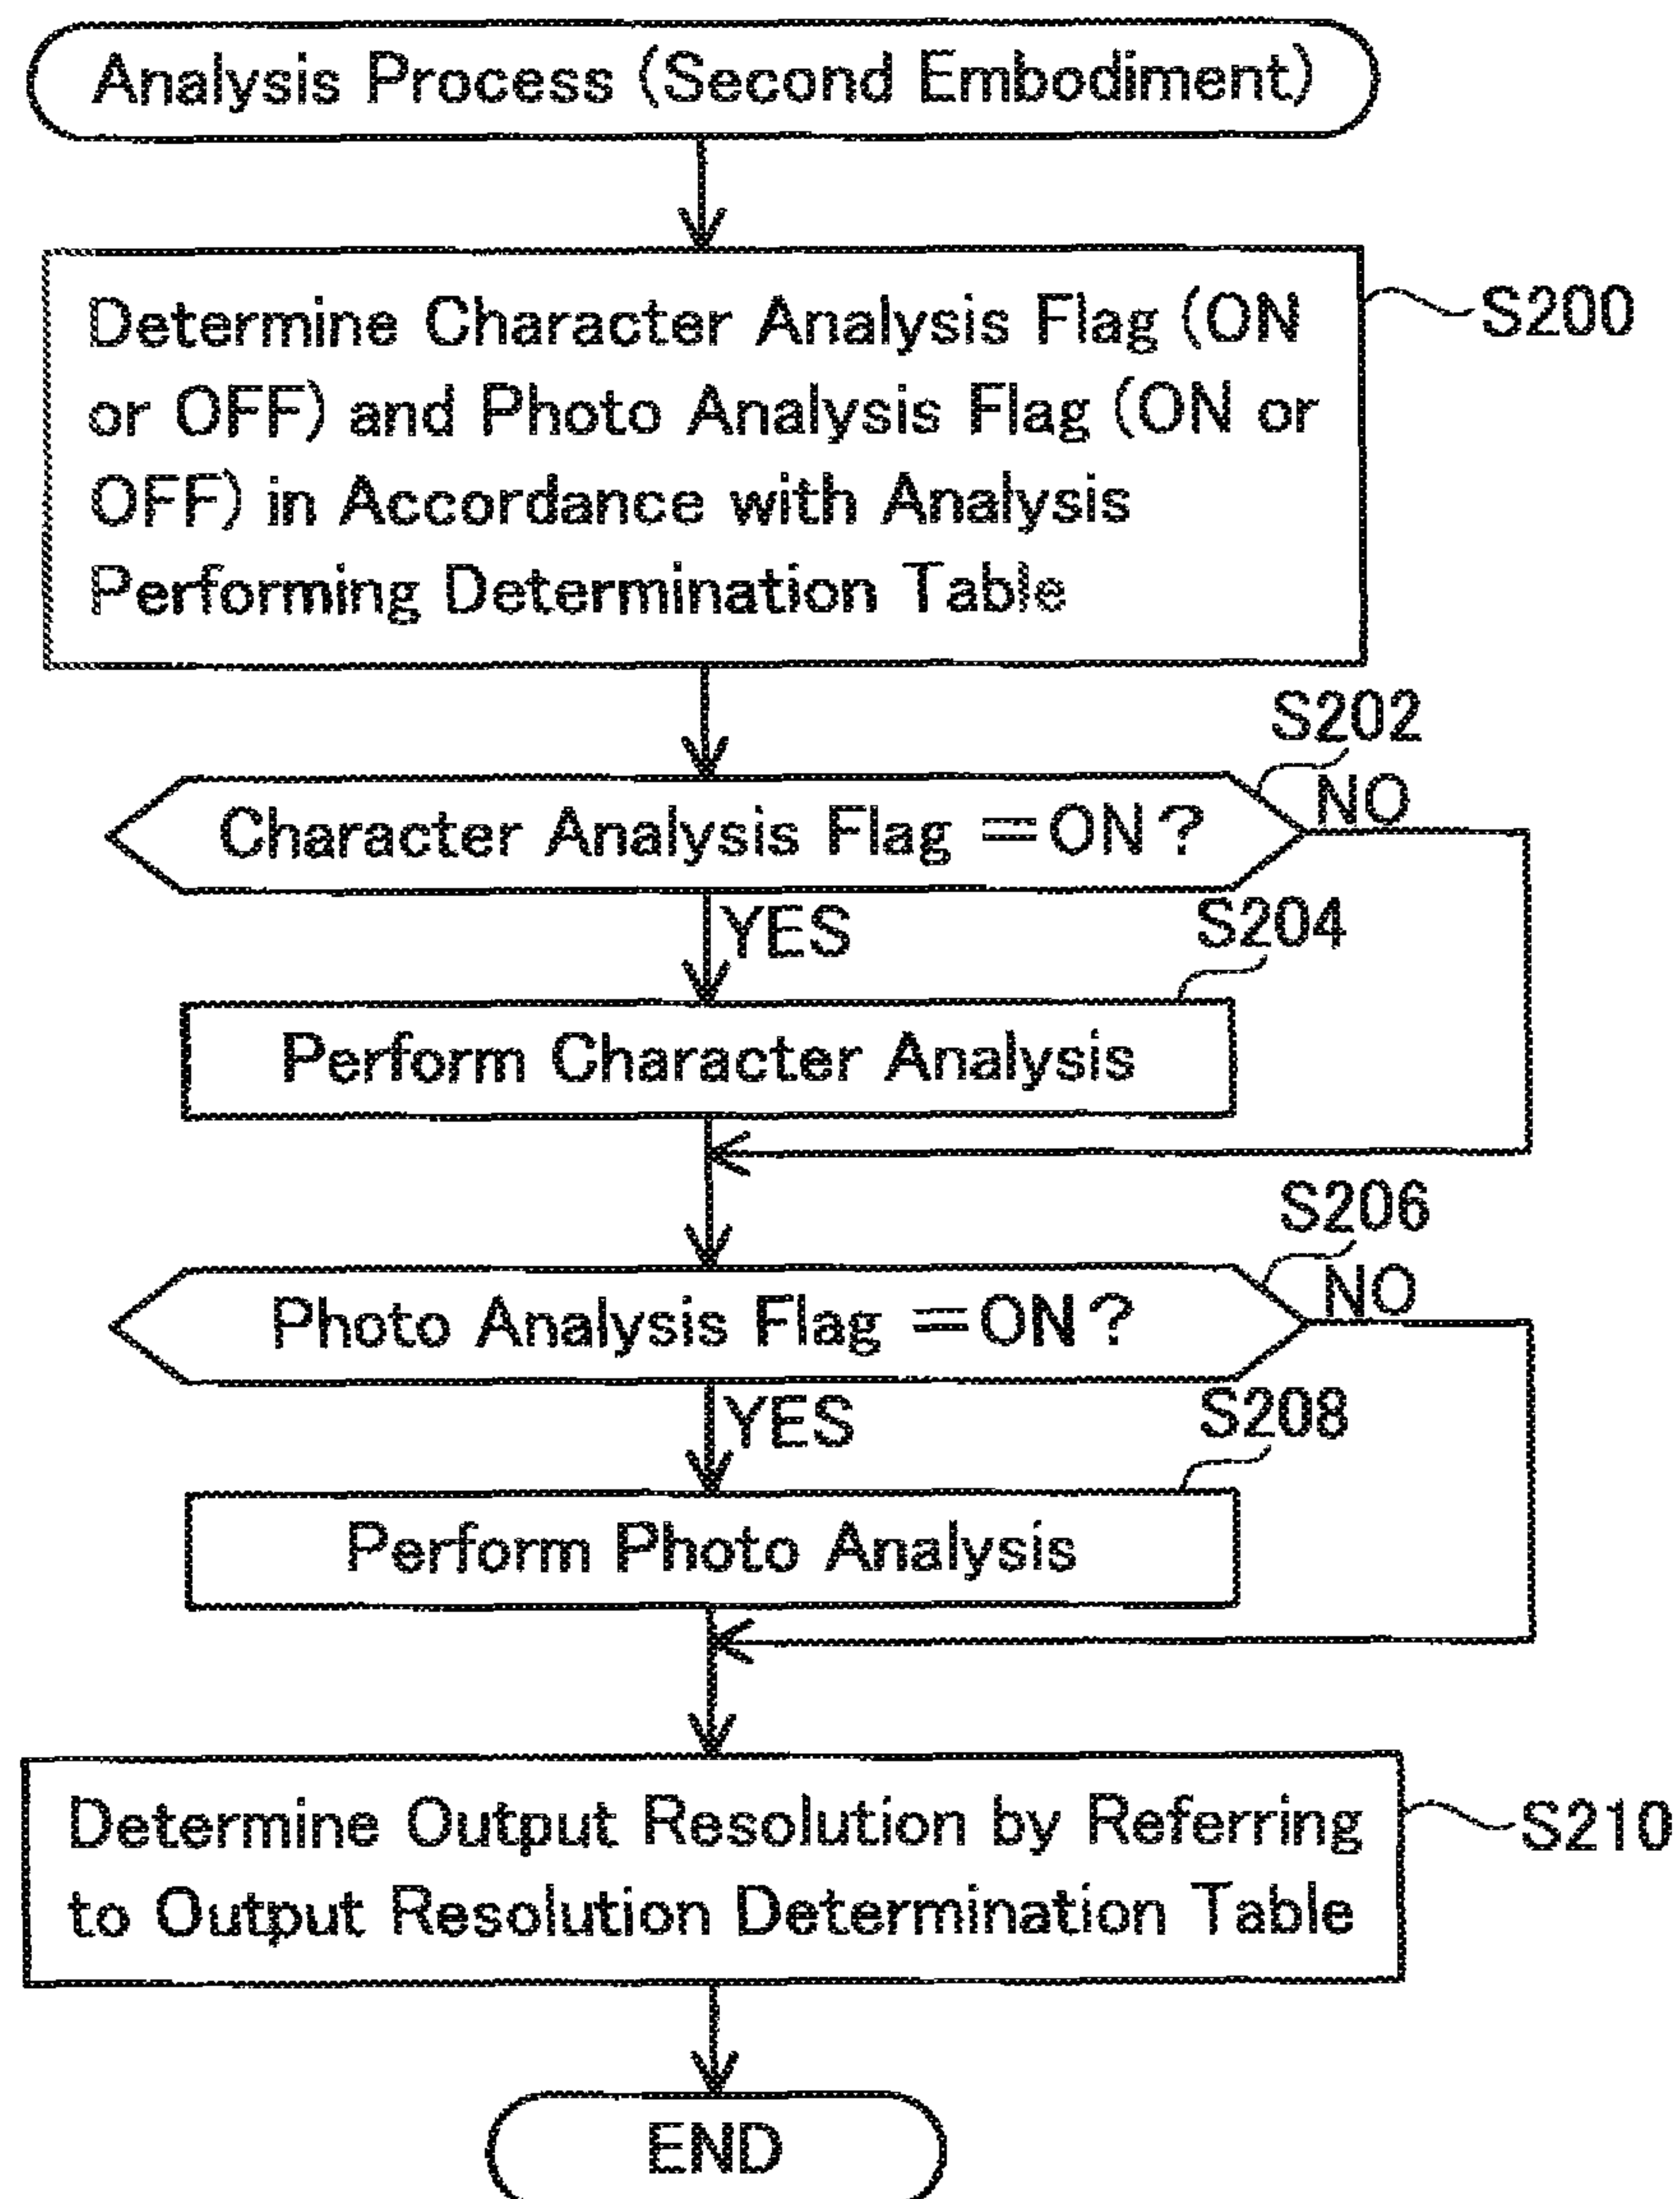 Analysis Process (Second Embodiment)
Determine Character Analysis Flag (ON
or OFF) and Photo Analysis Flag (ON or
OFF) in Accordance with Analysis
Performing Determination Table
S200
S202
Character Analysis Flag =ON?
NO
YES
S204
Perform Character Analysis
S206
Photo Analysis Flag =ON?
NO
YES
S208
Perform Photo Analysis
Determine Output Resolution by Referring
to Output Resolution Determination Table
S210
END